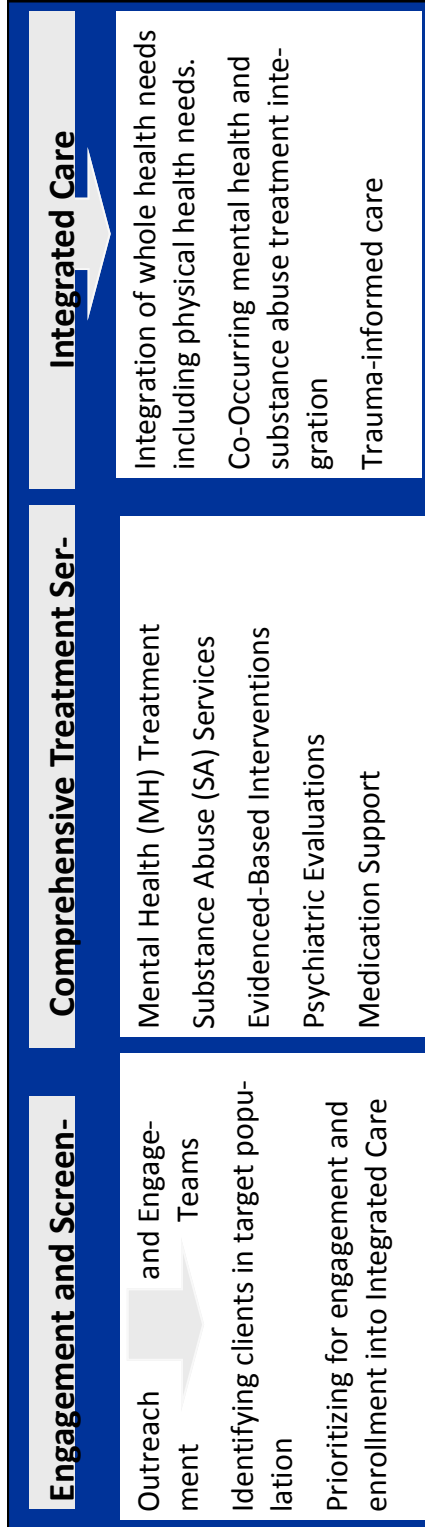 Engagement and Screen-
Outreach and Engage-
ment Teams
Identifying clients in target popu-
lation
Prioritizing for engagement and
enrollment into Integrated Care
Comprehensive Treatment Ser-
Mental Health (MH) Treatment
Substance Abuse (SA) Services
Evidenced-Based Interventions
Psychiatric Evaluations
Medication Support
Integrated Care
Integration of whole health needs
including physical health needs.
Co-Occurring mental health and
substance abuse treatment inte-
gration
Trauma-informed care